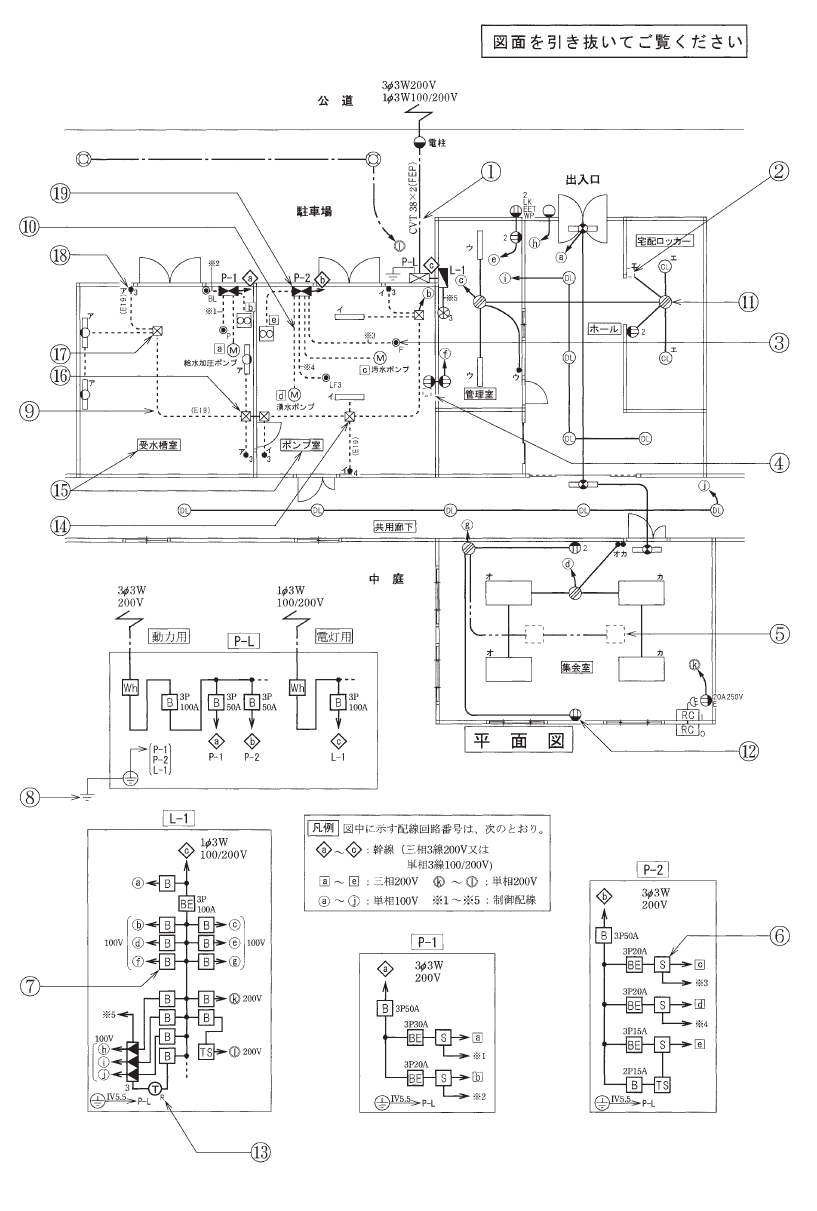 図面を引き抜いてご覧ください
3φ3W200V
1φ3W100/200V
公道
電柱
CVT 38×2(FEP)
①
②
出入口
駐車場
⑲
⑩
⑱
2
LK
EET
WP
宅配ロッカー
P-L
L-1
P-1
P-2
※2
BL
※1
※5
※3
※4
(E19)
ホール
⑪
③
⑰
給水加圧ポンプ
汚水ポンプ
LF3
⑯
湧水ポンプ
管理室
⑨
(E19)
(E19)
受水槽室
ポンプ室
④
⑮
⑭
共用廊下
中庭
3φ3W
200V
1φ3W
100/200V
動力用
P-L
電灯用
⑤
集会室
Wh
B
3P
100A
B
3P
50A
B
3P
50A
Wh
B
3P
100A
20A250V
E
RC I
RC O
ⓐ
P-1
ⓑ
P-2
ⓒ
L-1
平面図
⑫
P-1
P-2
L-1
⑧
L-1
1φ3W
100/200V
凡例 図中に示す配線回路番号は、次のとおり。
ⓐ～ⓒ:幹線(三相3線200V又は
単相3線100/200V)
a～e:三相200V ⓚ～ⓛ:単相200V
ⓐ～ⓙ:単相100V ※1～※5:制御配線
BE
3P
100A
100V
100V
⑦
※5
100V
200V
TS
200V
3
T
R
IV5.5 P-L
⑬
P-1
3φ3W
200V
B 3P50A
3P30A
BE S a
※1
3P20A
BE S b
※2
IV5.5 P-L
P-2
3φ3W
200V
B 3P50A
⑥
3P20A
BE S c
※3
3P20A
BE S d
※4
3P15A
BE S e
2P15A
B TS
IV5.5 P-L